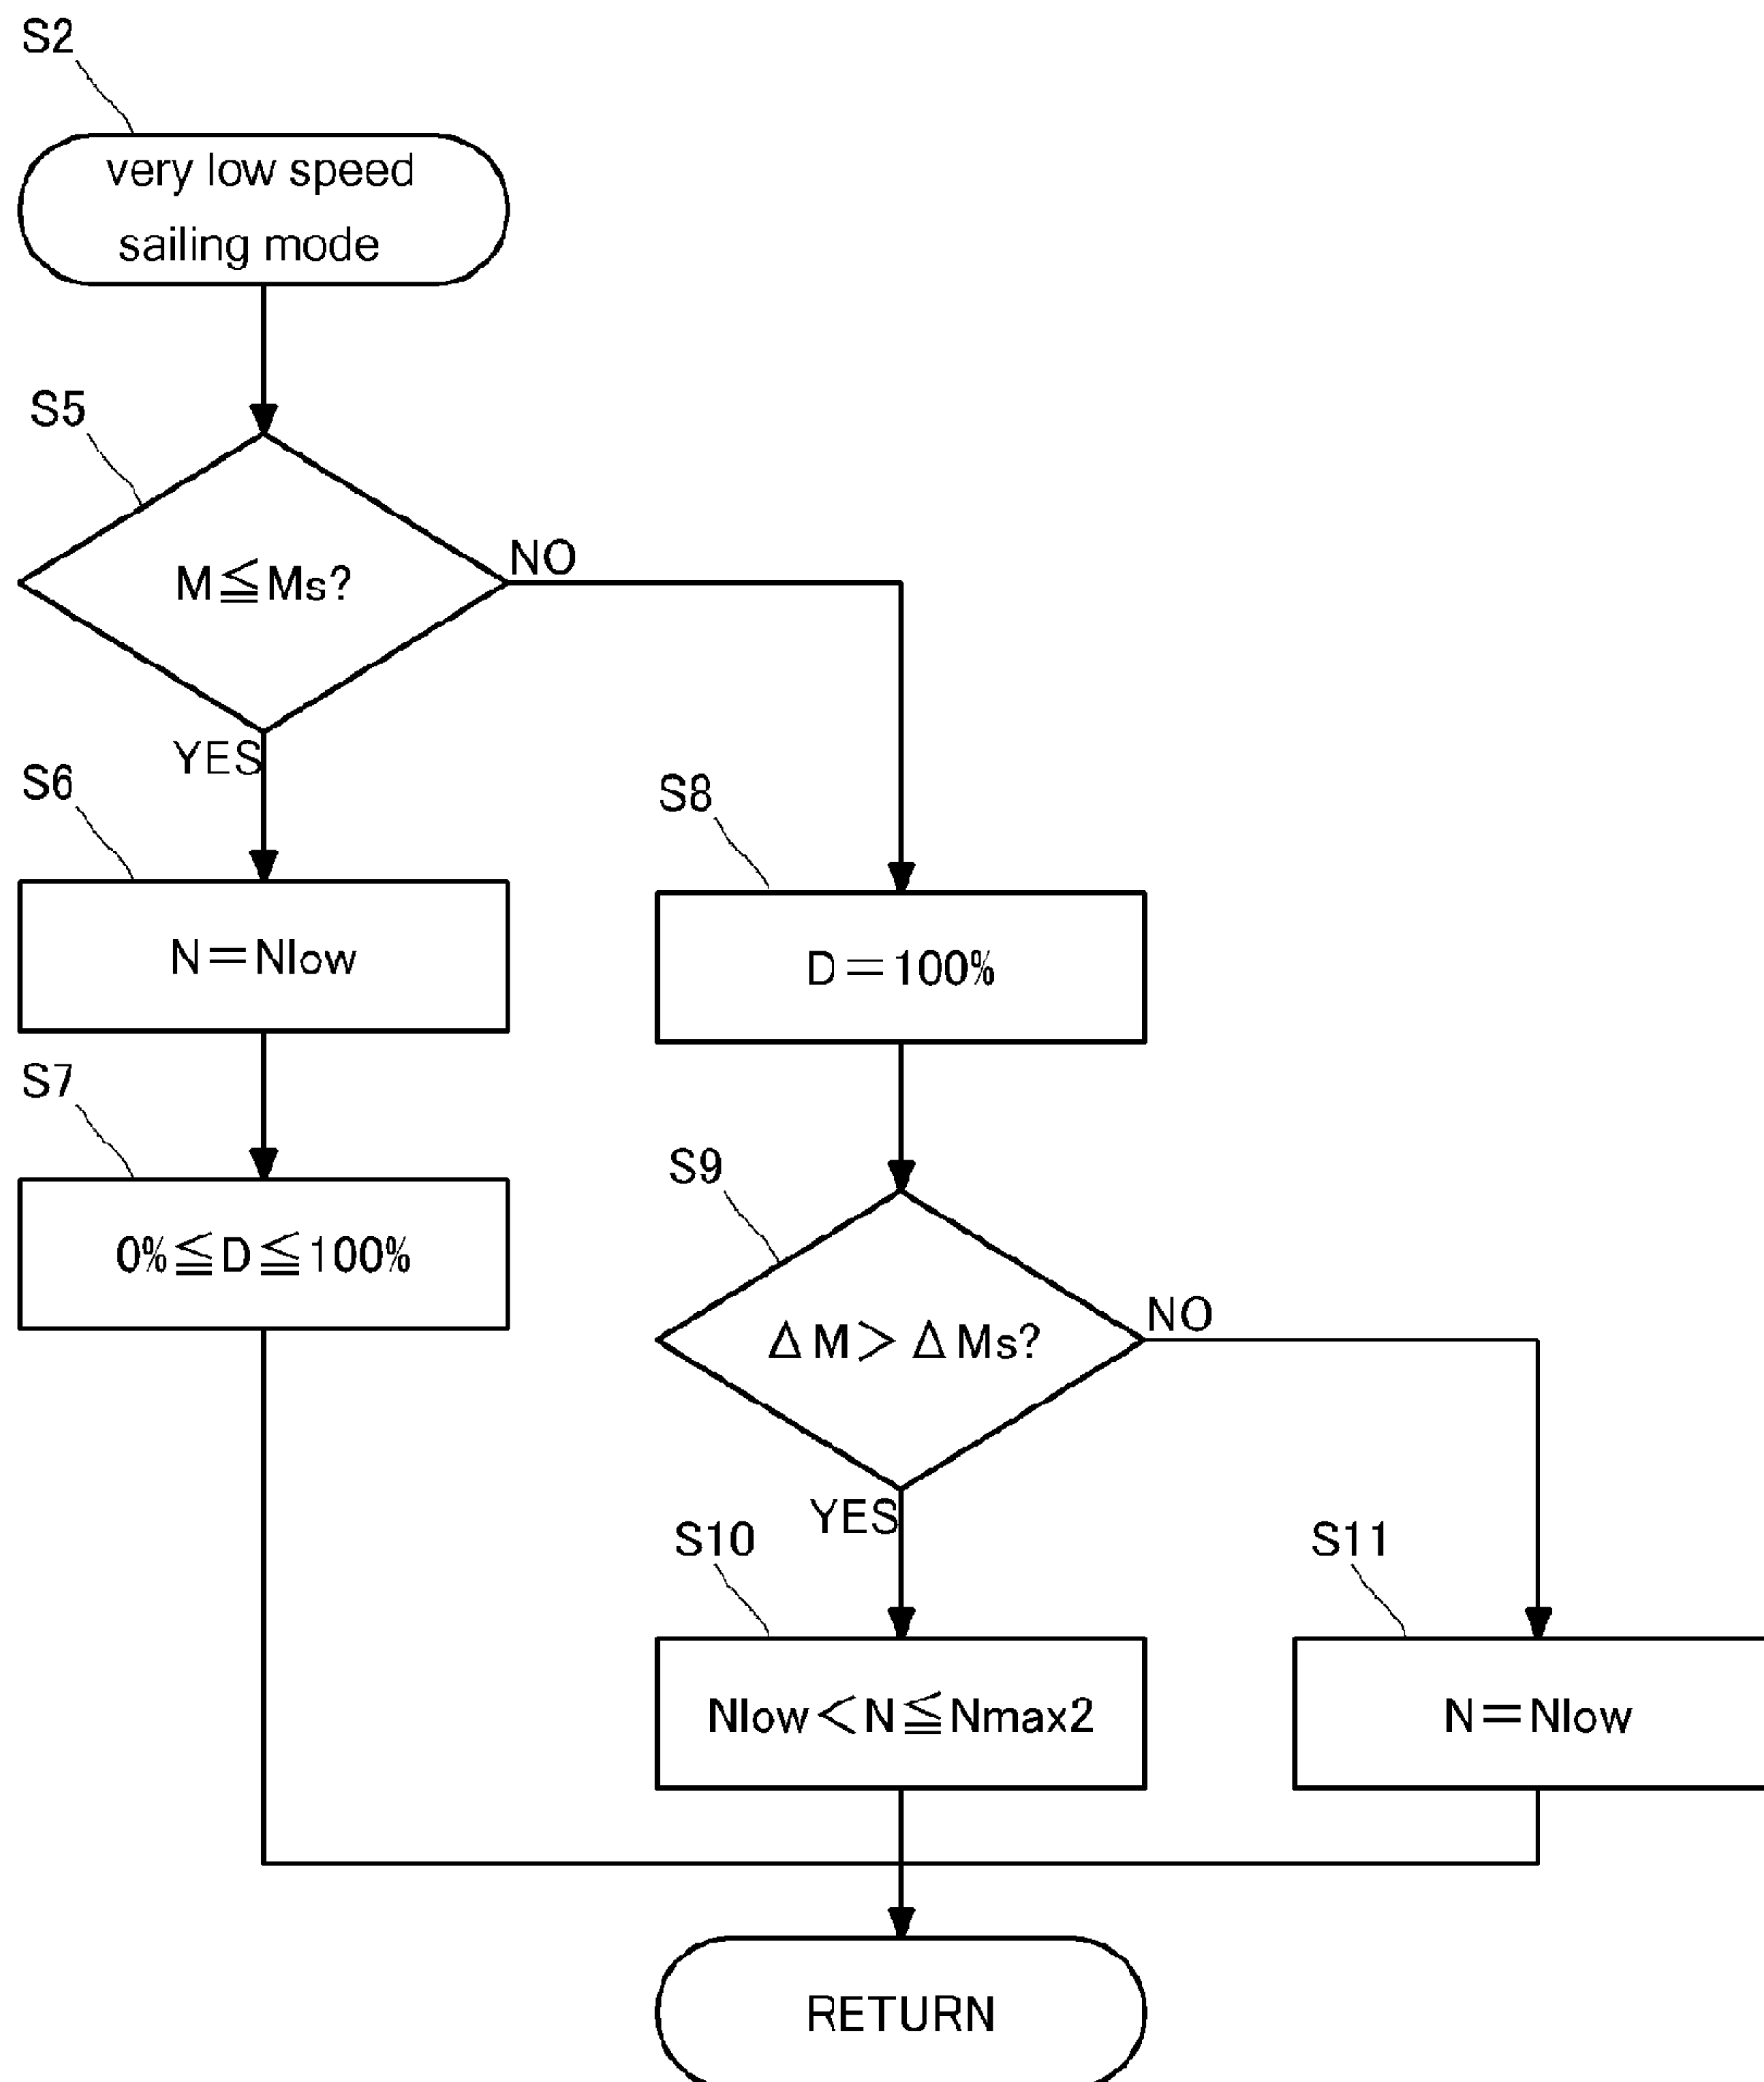 S2
very low speed
sailing mode
S5
M≦Ms?
NO
YES
S6
N=Nlow
S7
0%≦D≦100%
S8
D=100%
S9
ΔM>ΔMs?
NO
YES
S10
Nlow<N≦Nmax2
S11
N=Nlow
RETURN